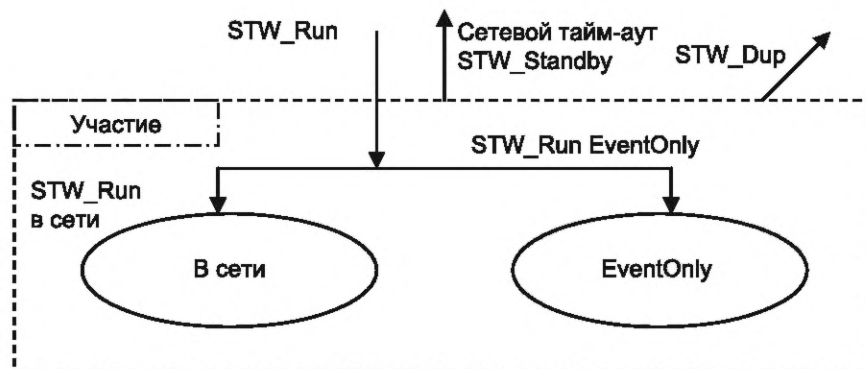 STW_Run
Сетевой тайм-аут
STW_Standby
STW_Dup
Участие
STW_Run EventOnly
STW_Run
в сети
В сети
EventOnly